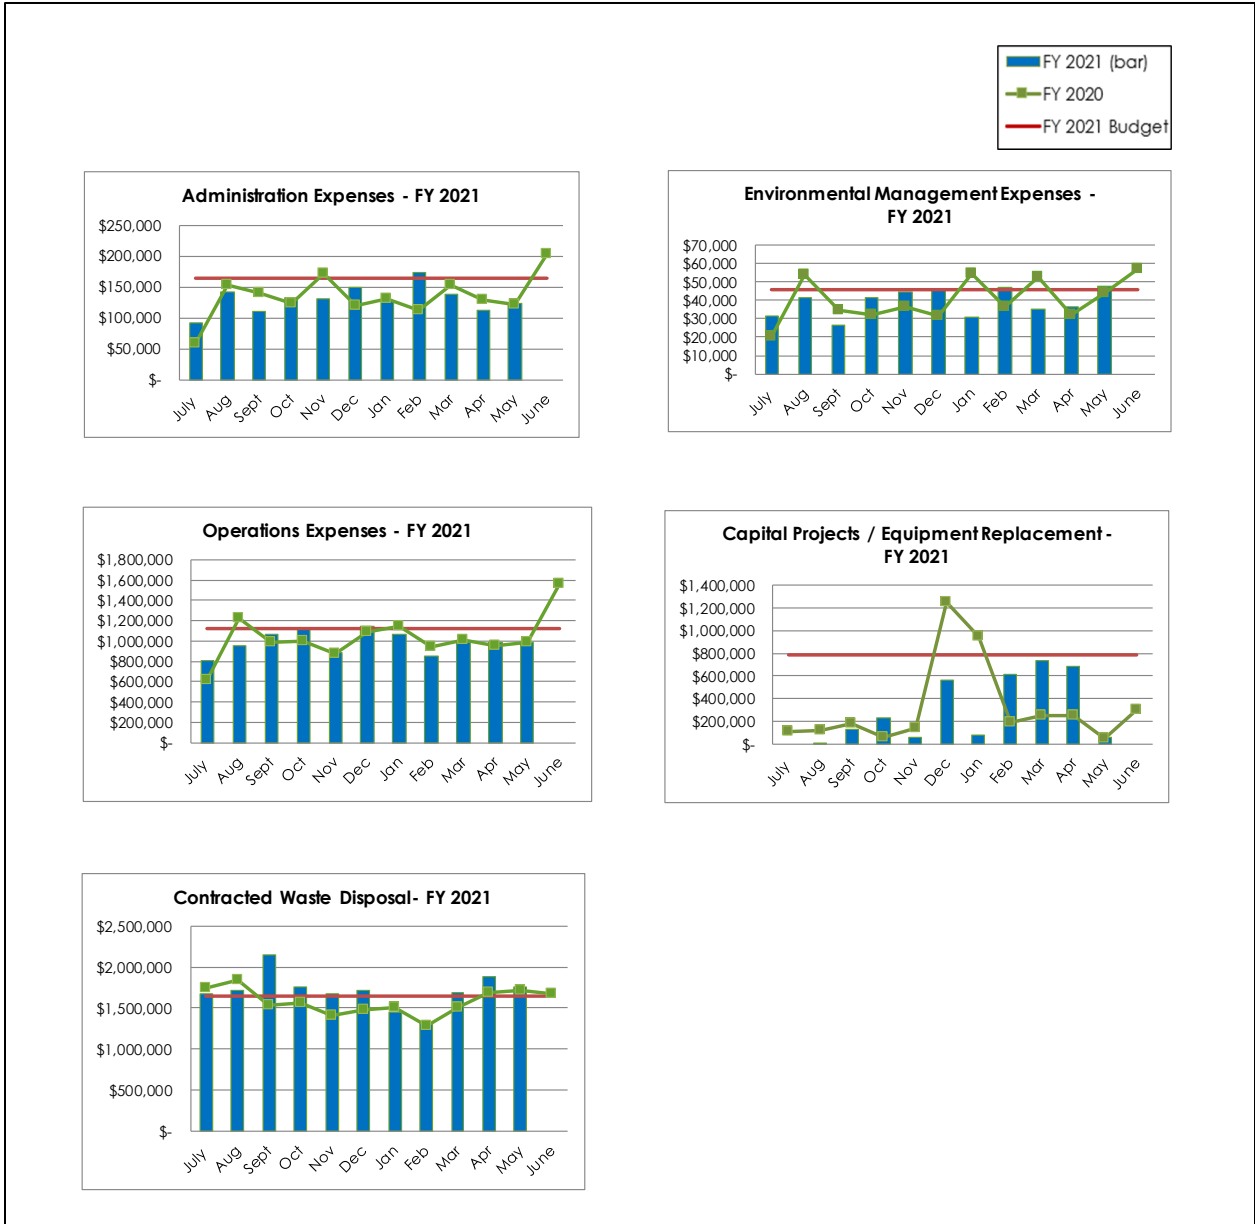 FY 2021 (bar)
FY 2020
FY 2021 Budget
Administration Expenses - FY 2021
$250,000
$200,000
$150,000
$100,000
$50,000
$-
July Aug Sept Oct Nov Dec Jan Feb Mar Apr May June
Environmental Management Expenses -
FY 2021
$70,000
$60,000
$50,000
$40,000
$30,000
$20,000
$10,000
$-
July Aug Sept Oct Nov Dec Jan Feb Mar Apr May June
Operations Expenses - FY 2021
$1,800,000
$1,600,000
$1,400,000
$1,200,000
$1,000,000
$800,000
$600,000
$400,000
$200,000
$-
July Aug Sept Oct Nov Dec Jan Feb Mar Apr May June
Capital Projects / Equipment Replacement -
FY 2021
$1,400,000
$1,200,000
$1,000,000
$800,000
$600,000
$400,000
$200,000
$-
July Aug Sept Oct Nov Dec Jan Feb Mar Apr May June
Contracted Waste Disposal- FY 2021
$2,500,000
$2,000,000
$1,500,000
$1,000,000
$500,000
$-
July Aug Sept Oct Nov Dec Jan Feb Mar Apr May June